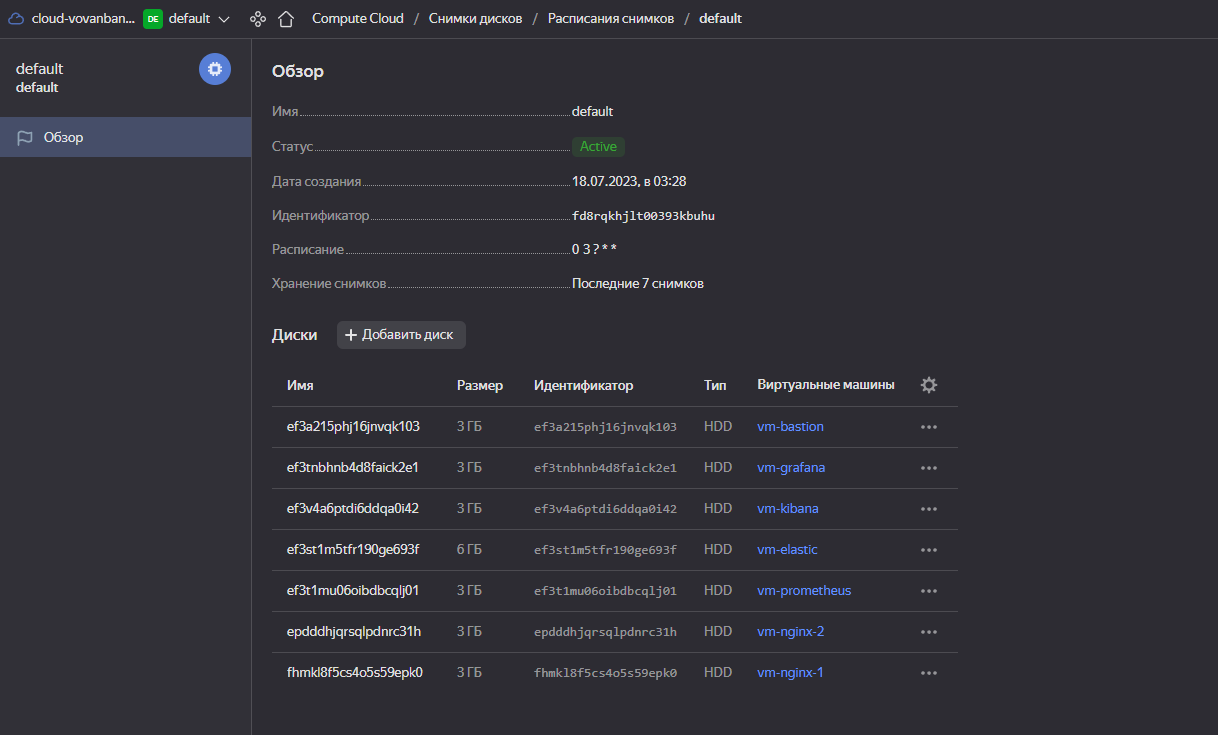 cloud-vovanban... DE default Compute Cloud / Снимки дисков / Расписания снимков / default
default
default
Обзор
Обзор
Имя default
Статус Active
Дата создания 18.07.2023, в 03:28
Идентификатор fd8rqkhjlt00393kbuhu
Расписание 0 3 ? * *
Хранение снимков Последние 7 снимков
Диски + Добавить диск
Имя Размер Идентификатор Тип Виртуальные машины
ef3a215phj16jnvqk103 3 ГБ ef3a215phj16jnvqk103 HDD vm-bastion
ef3tnbhnb4d8faick2e1 3 ГБ ef3tnbhnb4d8faick2e1 HDD vm-grafana
ef3v4a6ptdi6ddqa0i42 3 ГБ ef3v4a6ptdi6ddqa0i42 HDD vm-kibana
ef3st1m5tfr190ge693f 6 ГБ ef3st1m5tfr190ge693f HDD vm-elastic
ef3t1mu06oibdbcqlj01 3 ГБ ef3t1mu06oibdbcqlj01 HDD vm-prometheus
epdddhjqrsqlpdnrc31h 3 ГБ epdddhjqrsqlpdnrc31h HDD vm-nginx-2
fhmkl8f5cs4o5s59epk0 3 ГБ fhmkl8f5cs4o5s59epk0 HDD vm-nginx-1